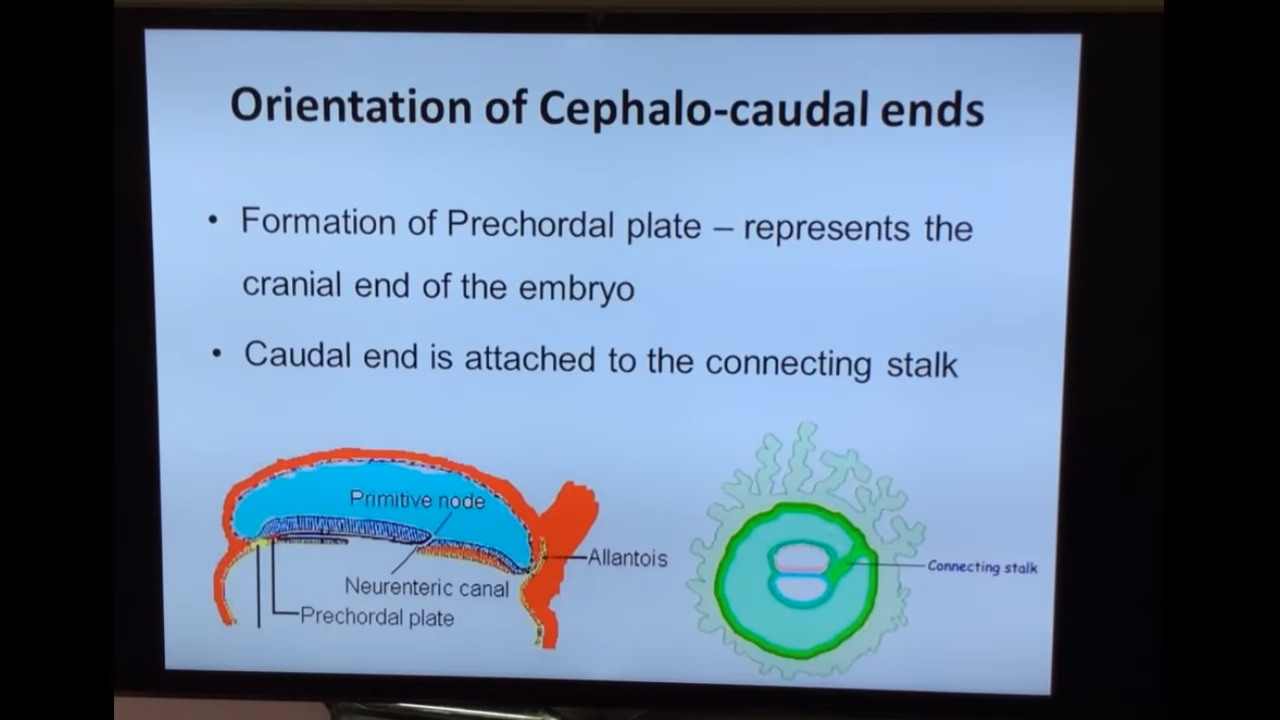 Orientation of Cephalo-caudal ends
• Formation of Prechordal plate – represents the
cranial end of the embryo
• Caudal end is attached to the connecting stalk
Primitive node
Allantois
Neurenteric canal
Prechordal plate
Connecting stalk